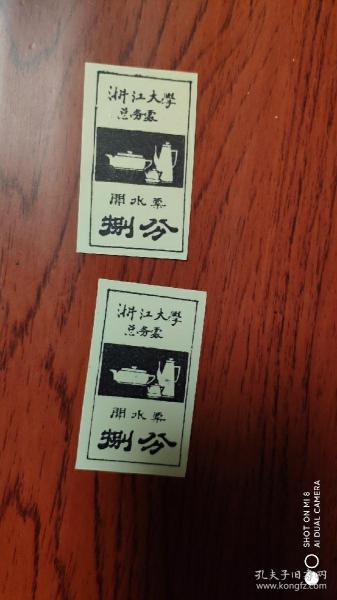 浙江大學
总务處
開水票
捌分
浙江大學
总务處
開水票
捌分
SHOT ON MI 8
AI DUAL CAMERA
孔夫子旧书网
kongfz.com